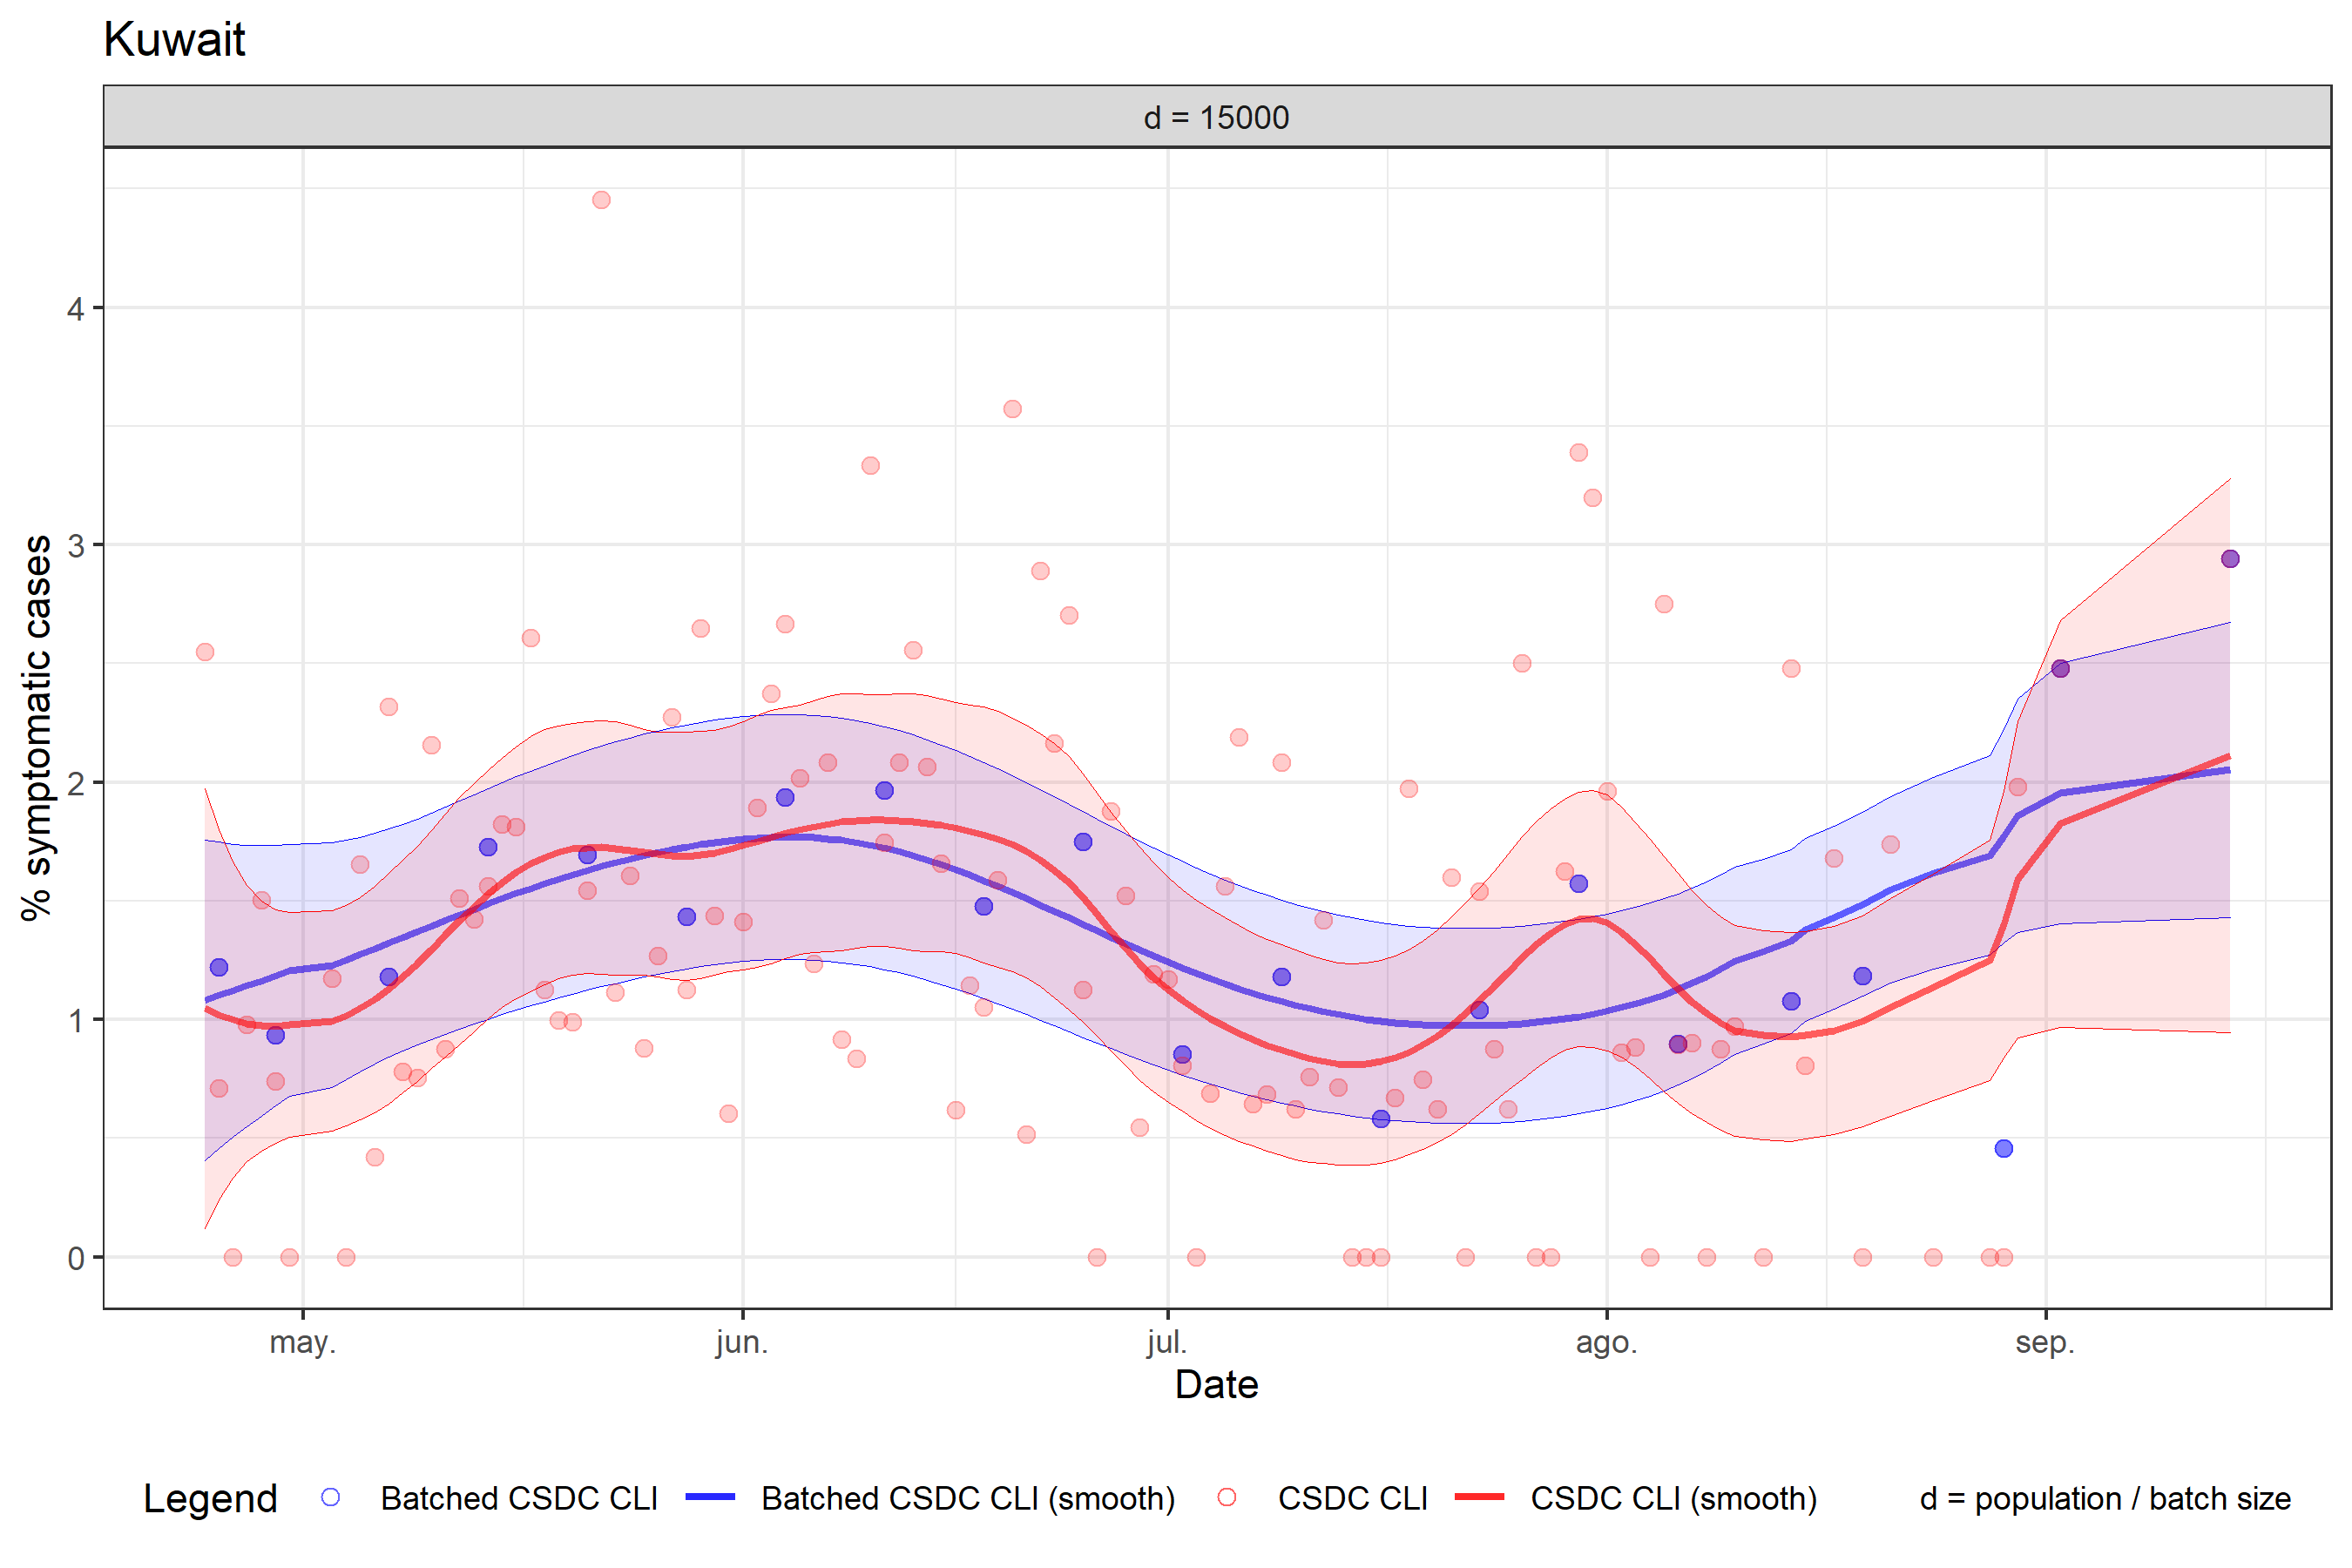 Kuwait
d = 15000
% symptomatic cases
4
3
2
1
0
may.
jun.
jul.
ago.
sep.
Date
Legend
Batched CSDC CLI
Batched CSDC CLI (smooth)
CSDC CLI
CSDC CLI (smooth)
d = population / batch size